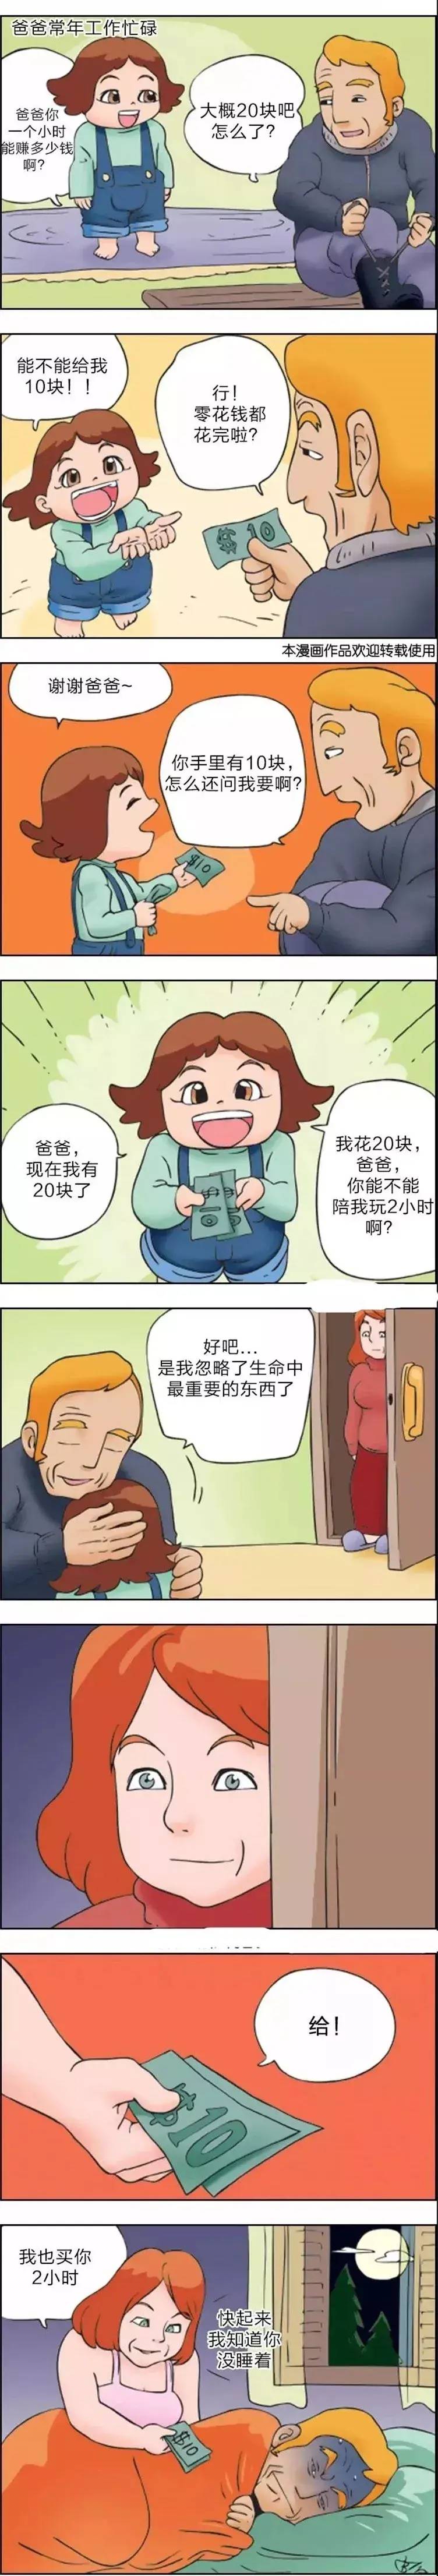 爸爸常年工作忙碌
爸爸你
一个小时
能赚多少钱
啊？
大概20块吧
怎么了？
能不能给我
10块！！
行！
零花钱都
花完啦？
$10
本漫画作品欢迎转载使用
谢谢爸爸~
你手里有10块，
怎么还问我要啊？
$10
爸爸，
现在我有
20块了
我花20块，
爸爸，
你能不能
陪我玩2小时
啊？
好吧...
是我忽略了生命中
最重要的东西了
给！
$10
我也买你
2小时
快起来
我知道你
没睡着
$10